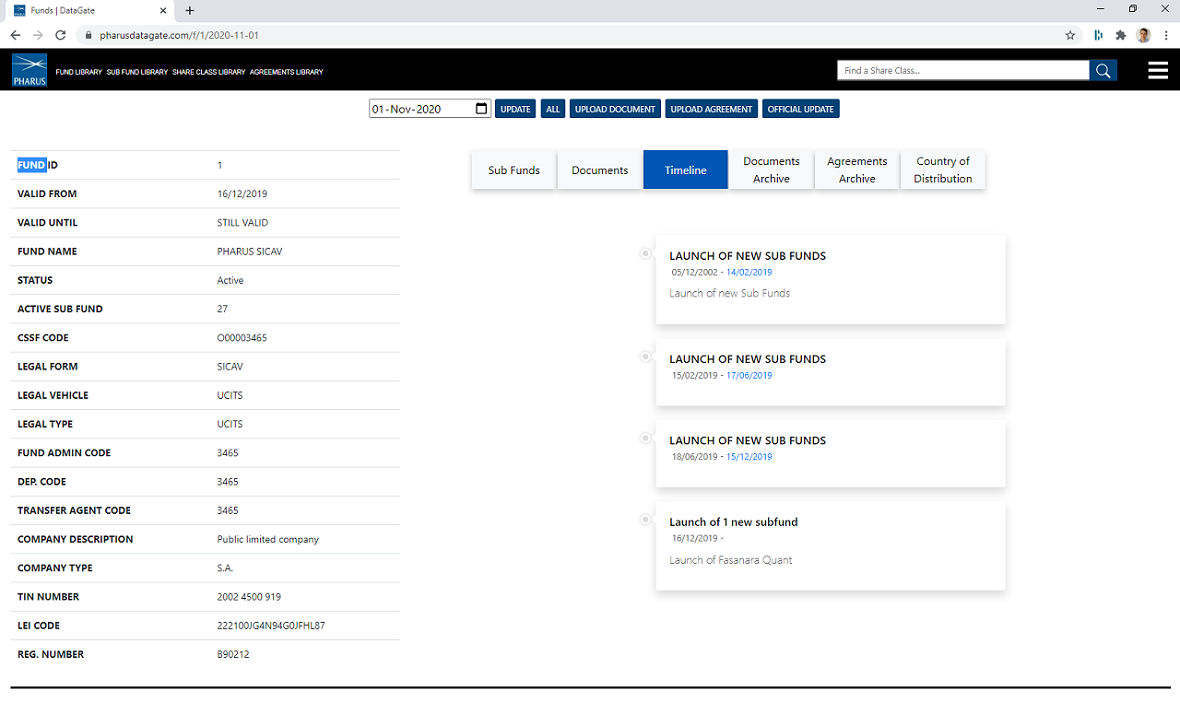 Funds | DataGate
pharusdatagate.com/f/1/2020-11-01
PHARUS
FUND LIBRARY SUB FUND LIBRARY SHARE CLASS LIBRARY AGREEMENTS LIBRARY
Find a Share Class...
01-Nov-2020 UPDATE ALL UPLOAD DOCUMENT UPLOAD AGREEMENT OFFICIAL UPDATE
FUND ID 1
VALID FROM 16/12/2019
VALID UNTIL STILL VALID
FUND NAME PHARUS SICAV
STATUS Active
ACTIVE SUB FUND 27
CSSF CODE O00003465
LEGAL FORM SICAV
LEGAL VEHICLE UCITS
LEGAL TYPE UCITS
FUND ADMIN CODE 3465
DEP. CODE 3465
TRANSFER AGENT CODE 3465
COMPANY DESCRIPTION Public limited company
COMPANY TYPE S.A.
TIN NUMBER 2002 4500 919
LEI CODE 222100JG4N94G0JFHL87
REG. NUMBER B90212
Sub Funds
Documents
Timeline
Documents
Archive
Agreements
Archive
Country of
Distribution
LAUNCH OF NEW SUB FUNDS
05/12/2002 - 14/02/2019
Launch of new Sub Funds
LAUNCH OF NEW SUB FUNDS
15/02/2019 - 17/06/2019
LAUNCH OF NEW SUB FUNDS
18/06/2019 - 15/12/2019
Launch of 1 new subfund
16/12/2019 -
Launch of Fasanara Quant